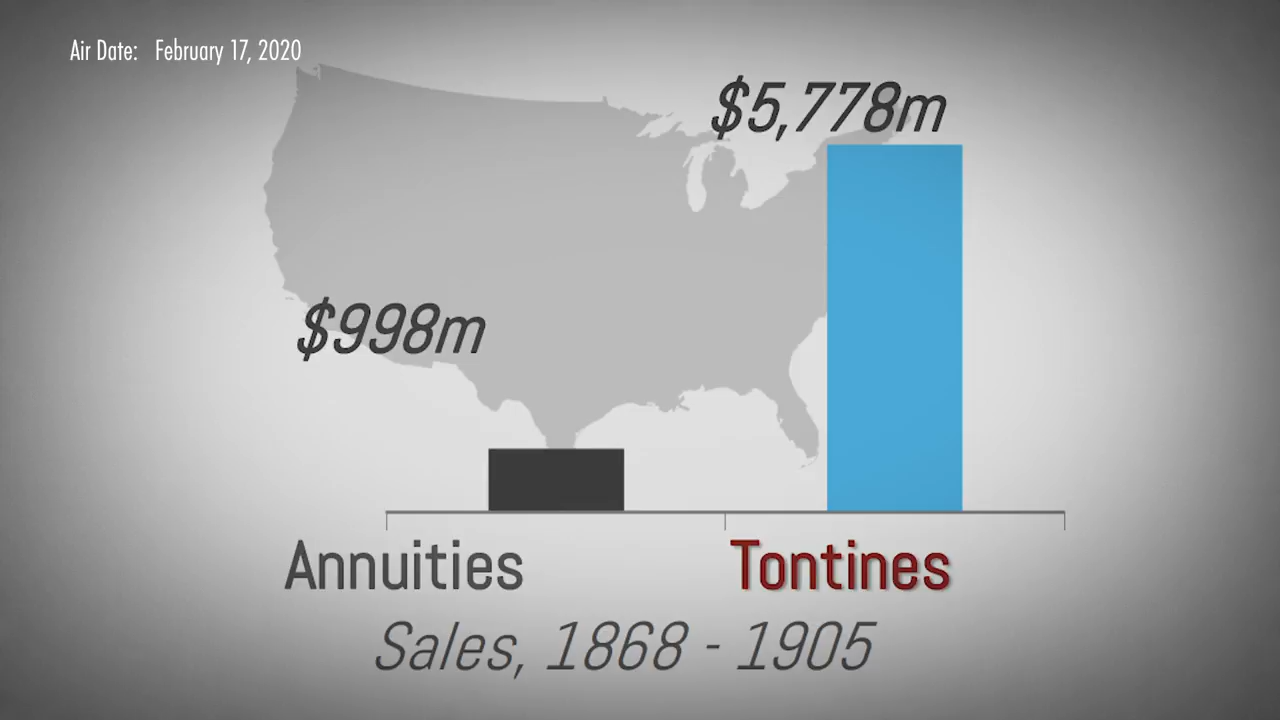 Air Date: February 17, 2020
$5,778m
$998m
Annuities
Tontines
Sales, 1868 - 1905